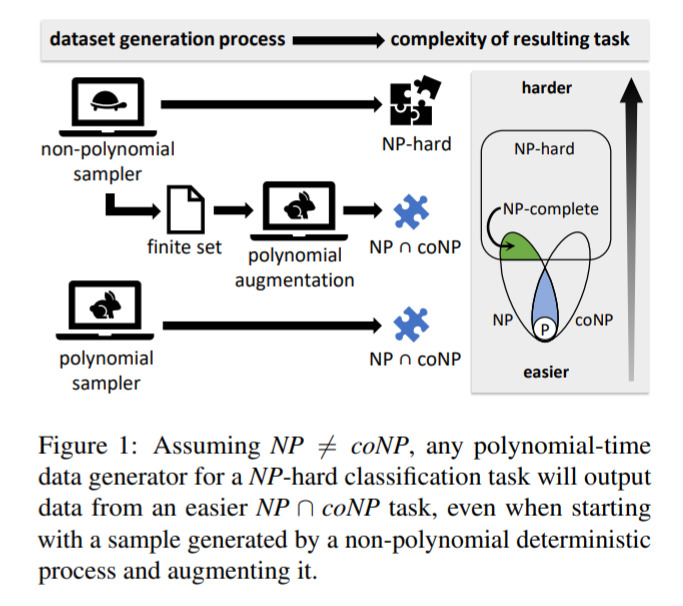 dataset generation process complexity of resulting task
non-polynomial
sampler
NP-hard
finite set
polynomial
augmentation
NP ∩ coNP
polynomial
sampler
NP ∩ coNP
harder
NP-hard
NP-complete
NP
P
coNP
easier
Figure 1: Assuming NP ≠ coNP, any polynomial-time
data generator for a NP-hard classification task will output
data from an easier NP ∩ coNP task, even when starting
with a sample generated by a non-polynomial deterministic
process and augmenting it.